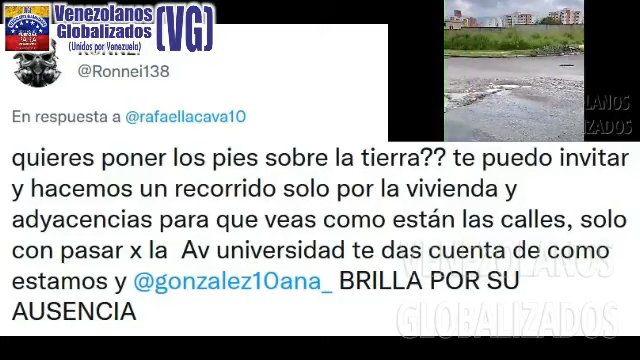 Venezolanos
Globalizados (VG)
(Unidos por Venezuela)
@Ronnei138
En respuesta a @rafaellacava10
quieres poner los pies sobre la tierra?? te puedo invitar
y hacemos un recorrido solo por la vivienda y
adyacencias para que veas como están las calles, solo
con pasar x la Av universidad te das cuenta de como
estamos y @gonzalez10ana_ BRILLA POR SU
AUSENCIA
VENEZOLANOS
GLOBALIZADOS